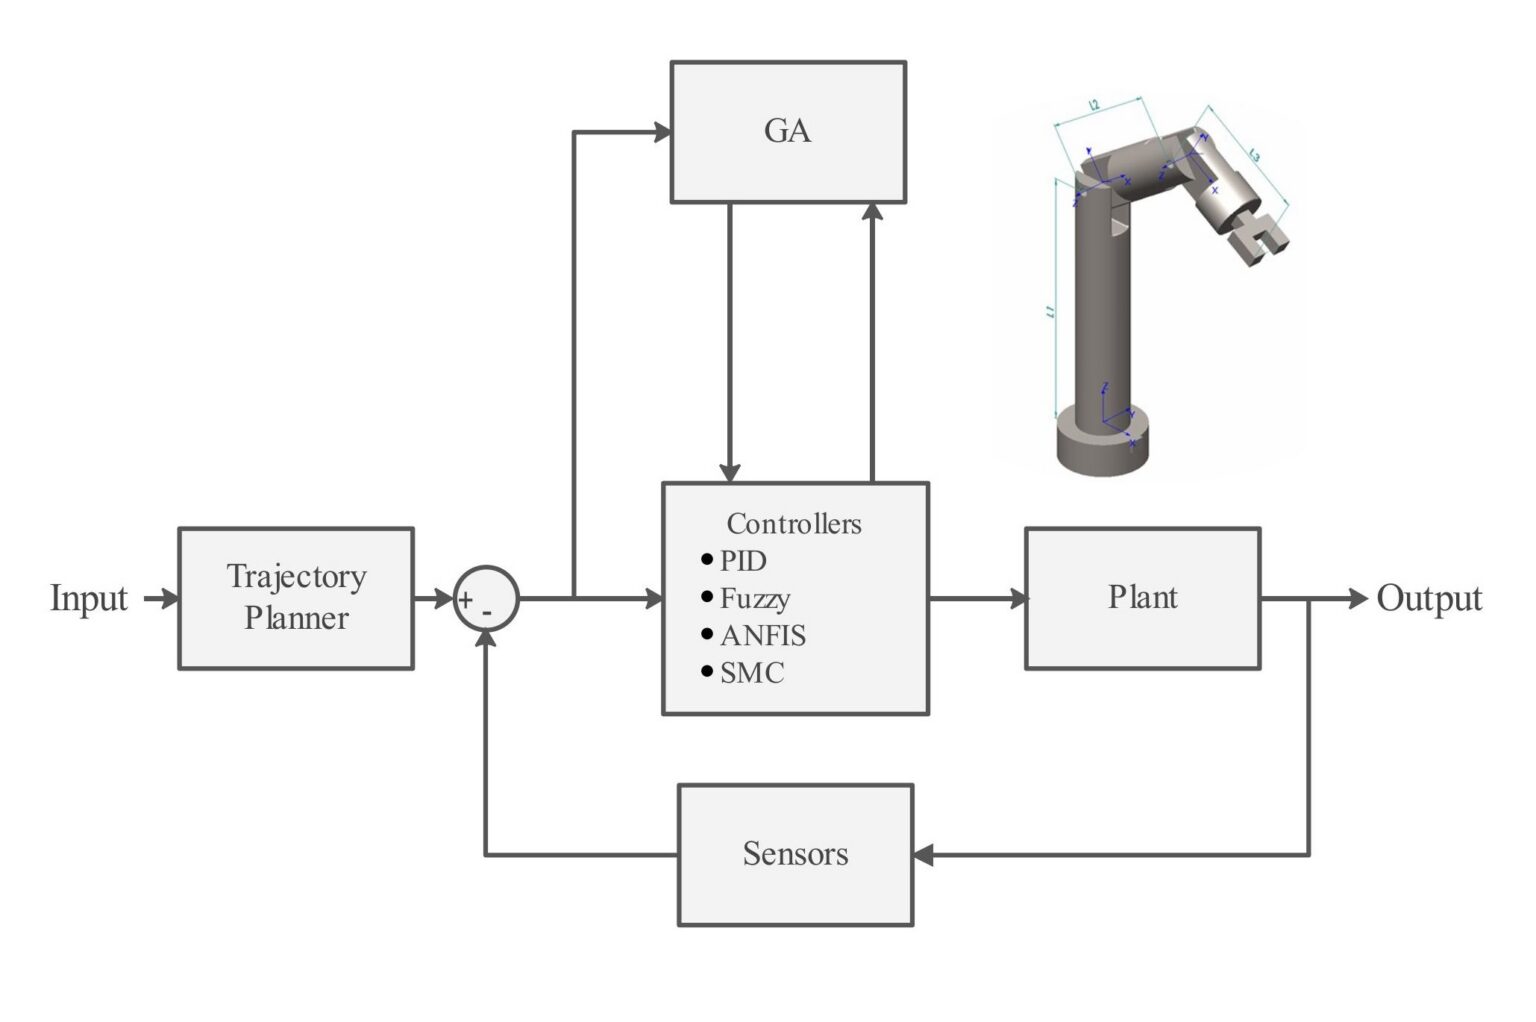 GA
L2
L3
Y
X
Z
Y
X
Z
L1
Z
Y
X
Controllers
• PID
• Fuzzy
• ANFIS
• SMC
Input
Trajectory
Planner
+
-
Plant
Output
Sensors